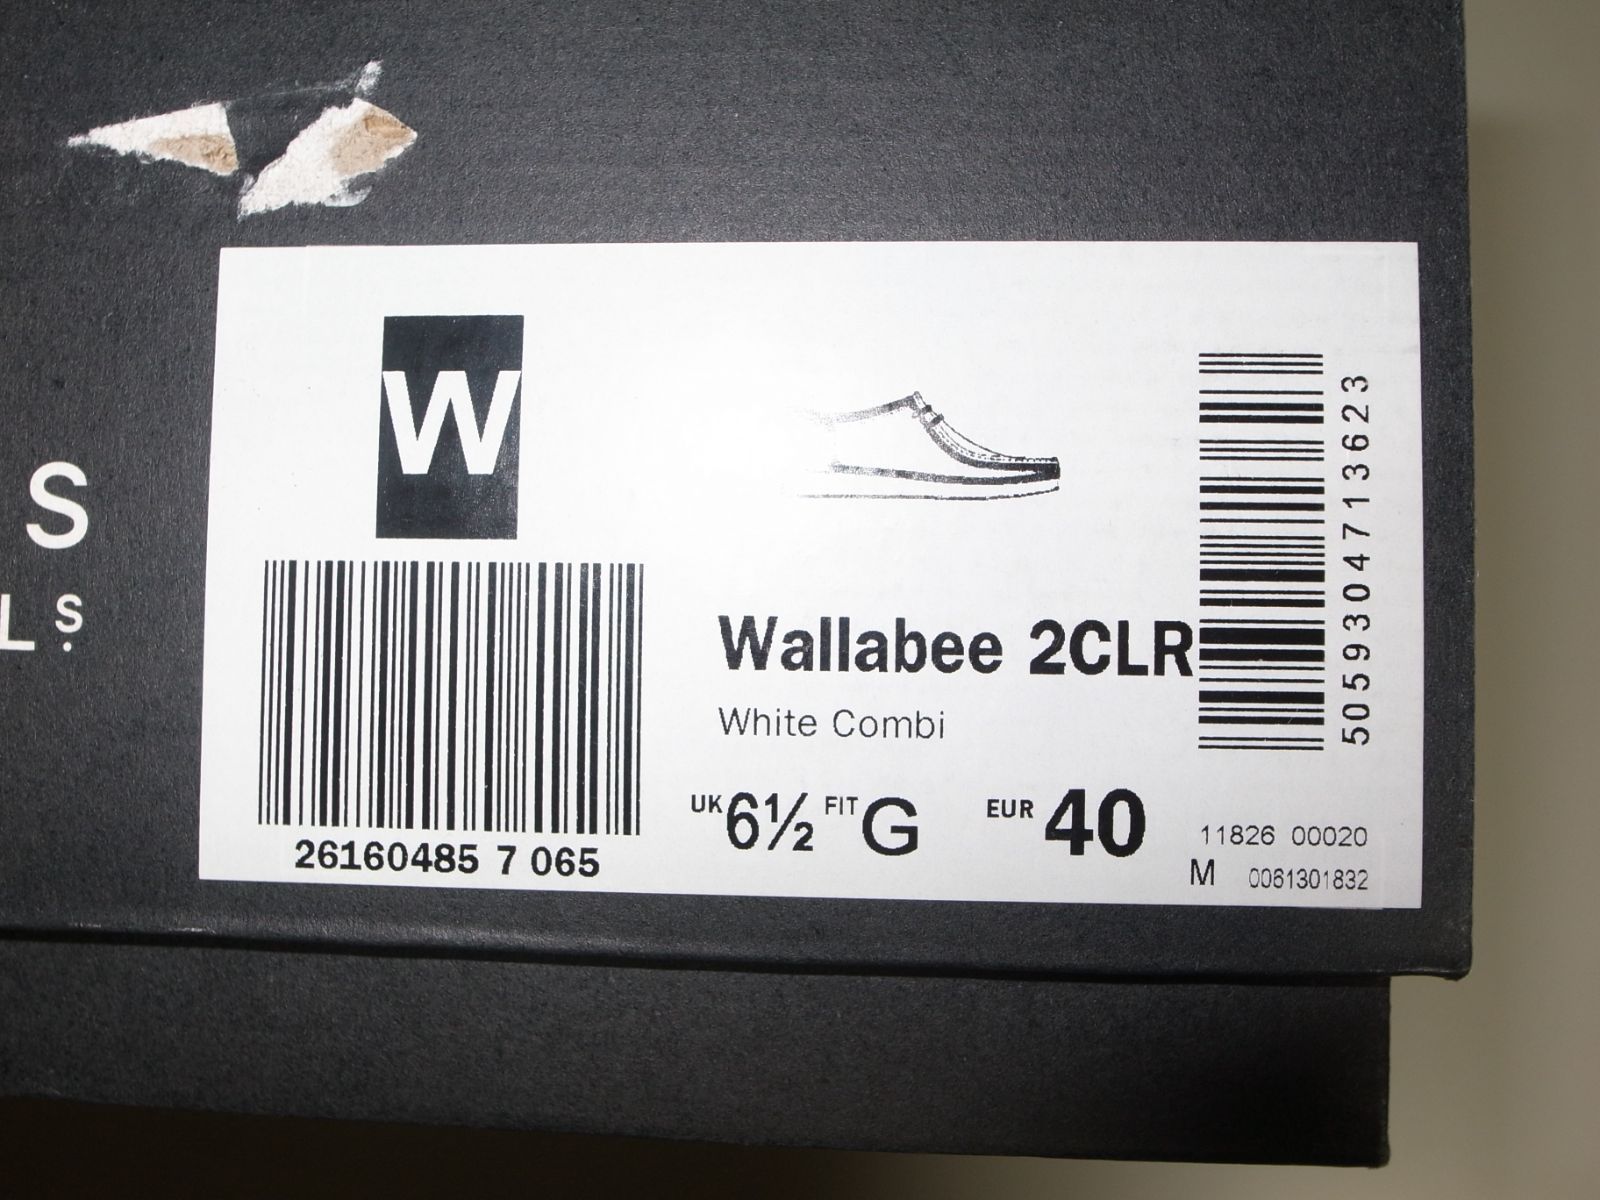 S
L S
W
26160485 7 065
Wallabee 2CLR
White Combi
UK 6½ FIT G EUR 40
5059304713623
11826 00020
M 0061301832